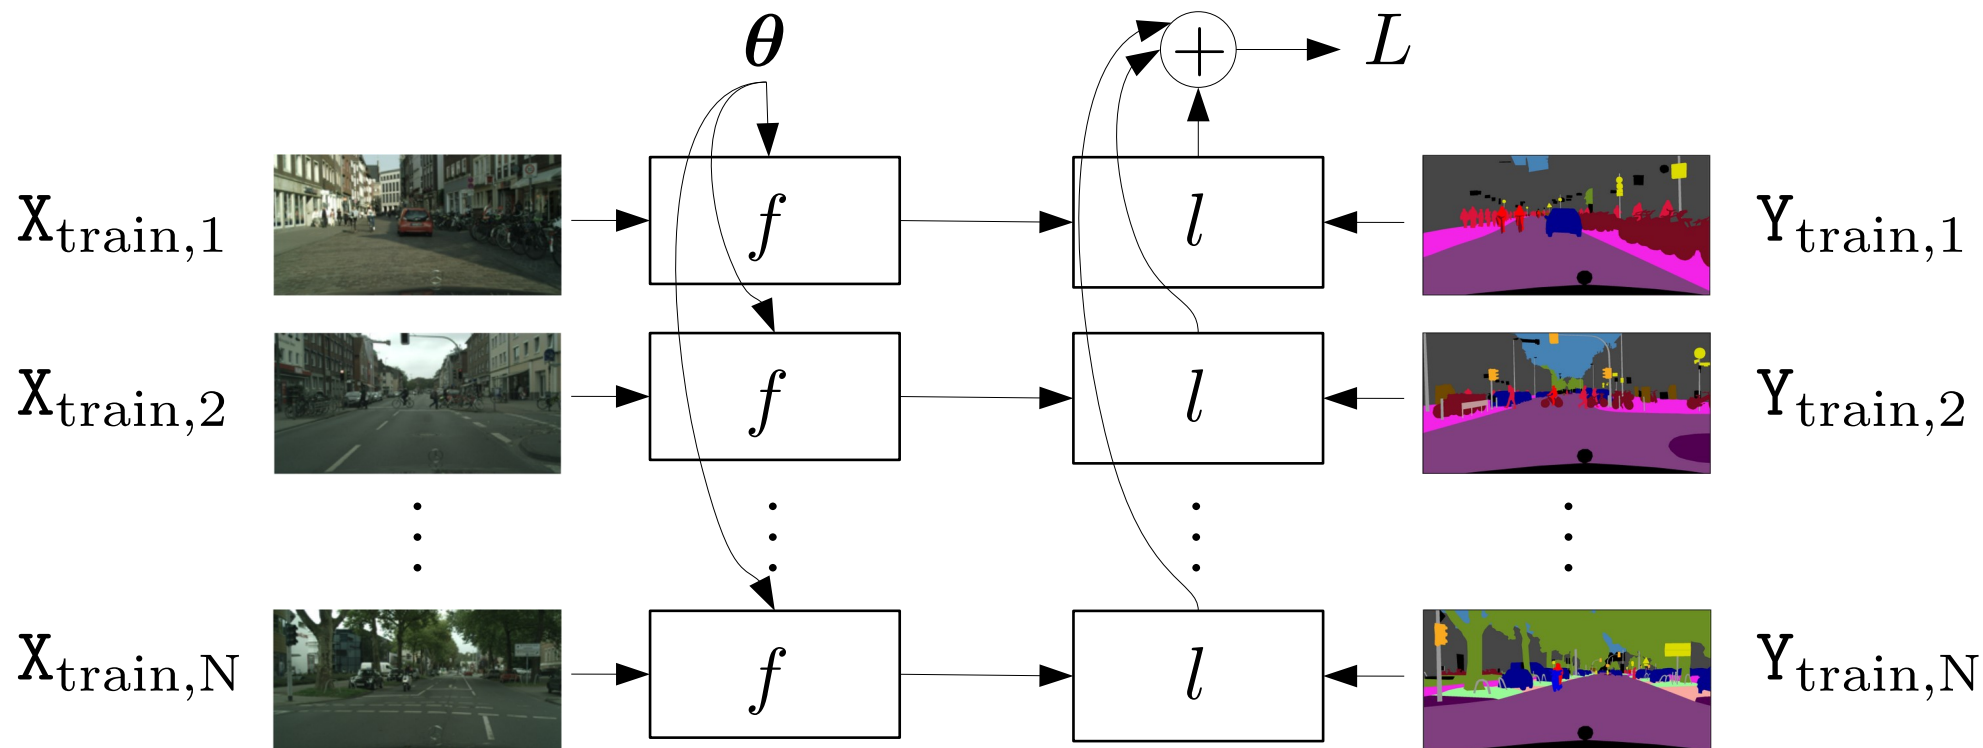 θ + L
X_train,1 f l Y_train,1
X_train,2 f l Y_train,2
X_train,N f l Y_train,N